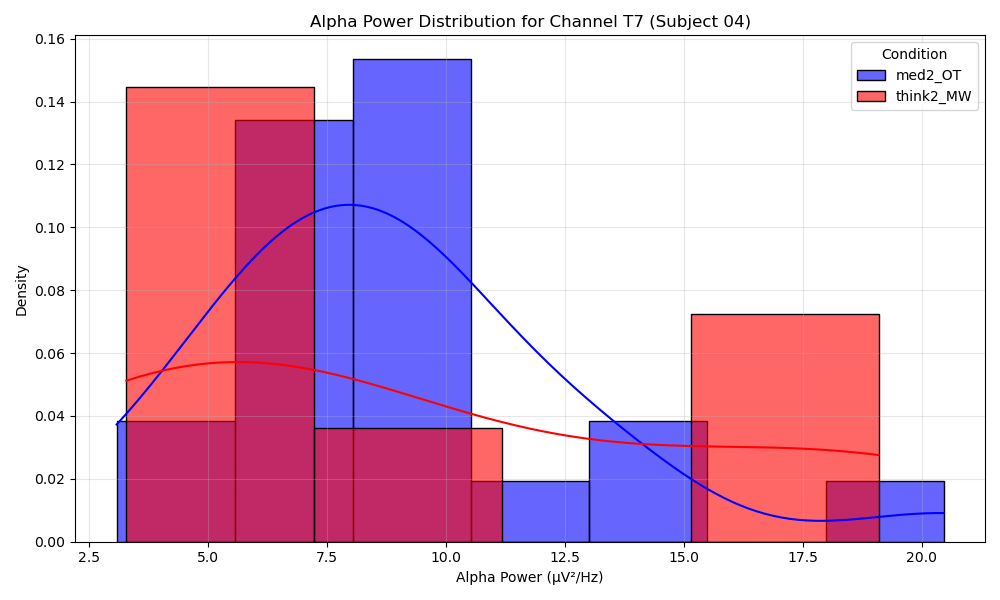 Alpha Power Distribution for Channel T7 (Subject 04)
0.16
0.14
0.12
0.10
0.08
0.06
0.04
0.02
0.00
Density
Condition
med2_OT
think2_MW
2.5 5.0 7.5 10.0 12.5 15.0 17.5 20.0
Alpha Power (μV²/Hz)